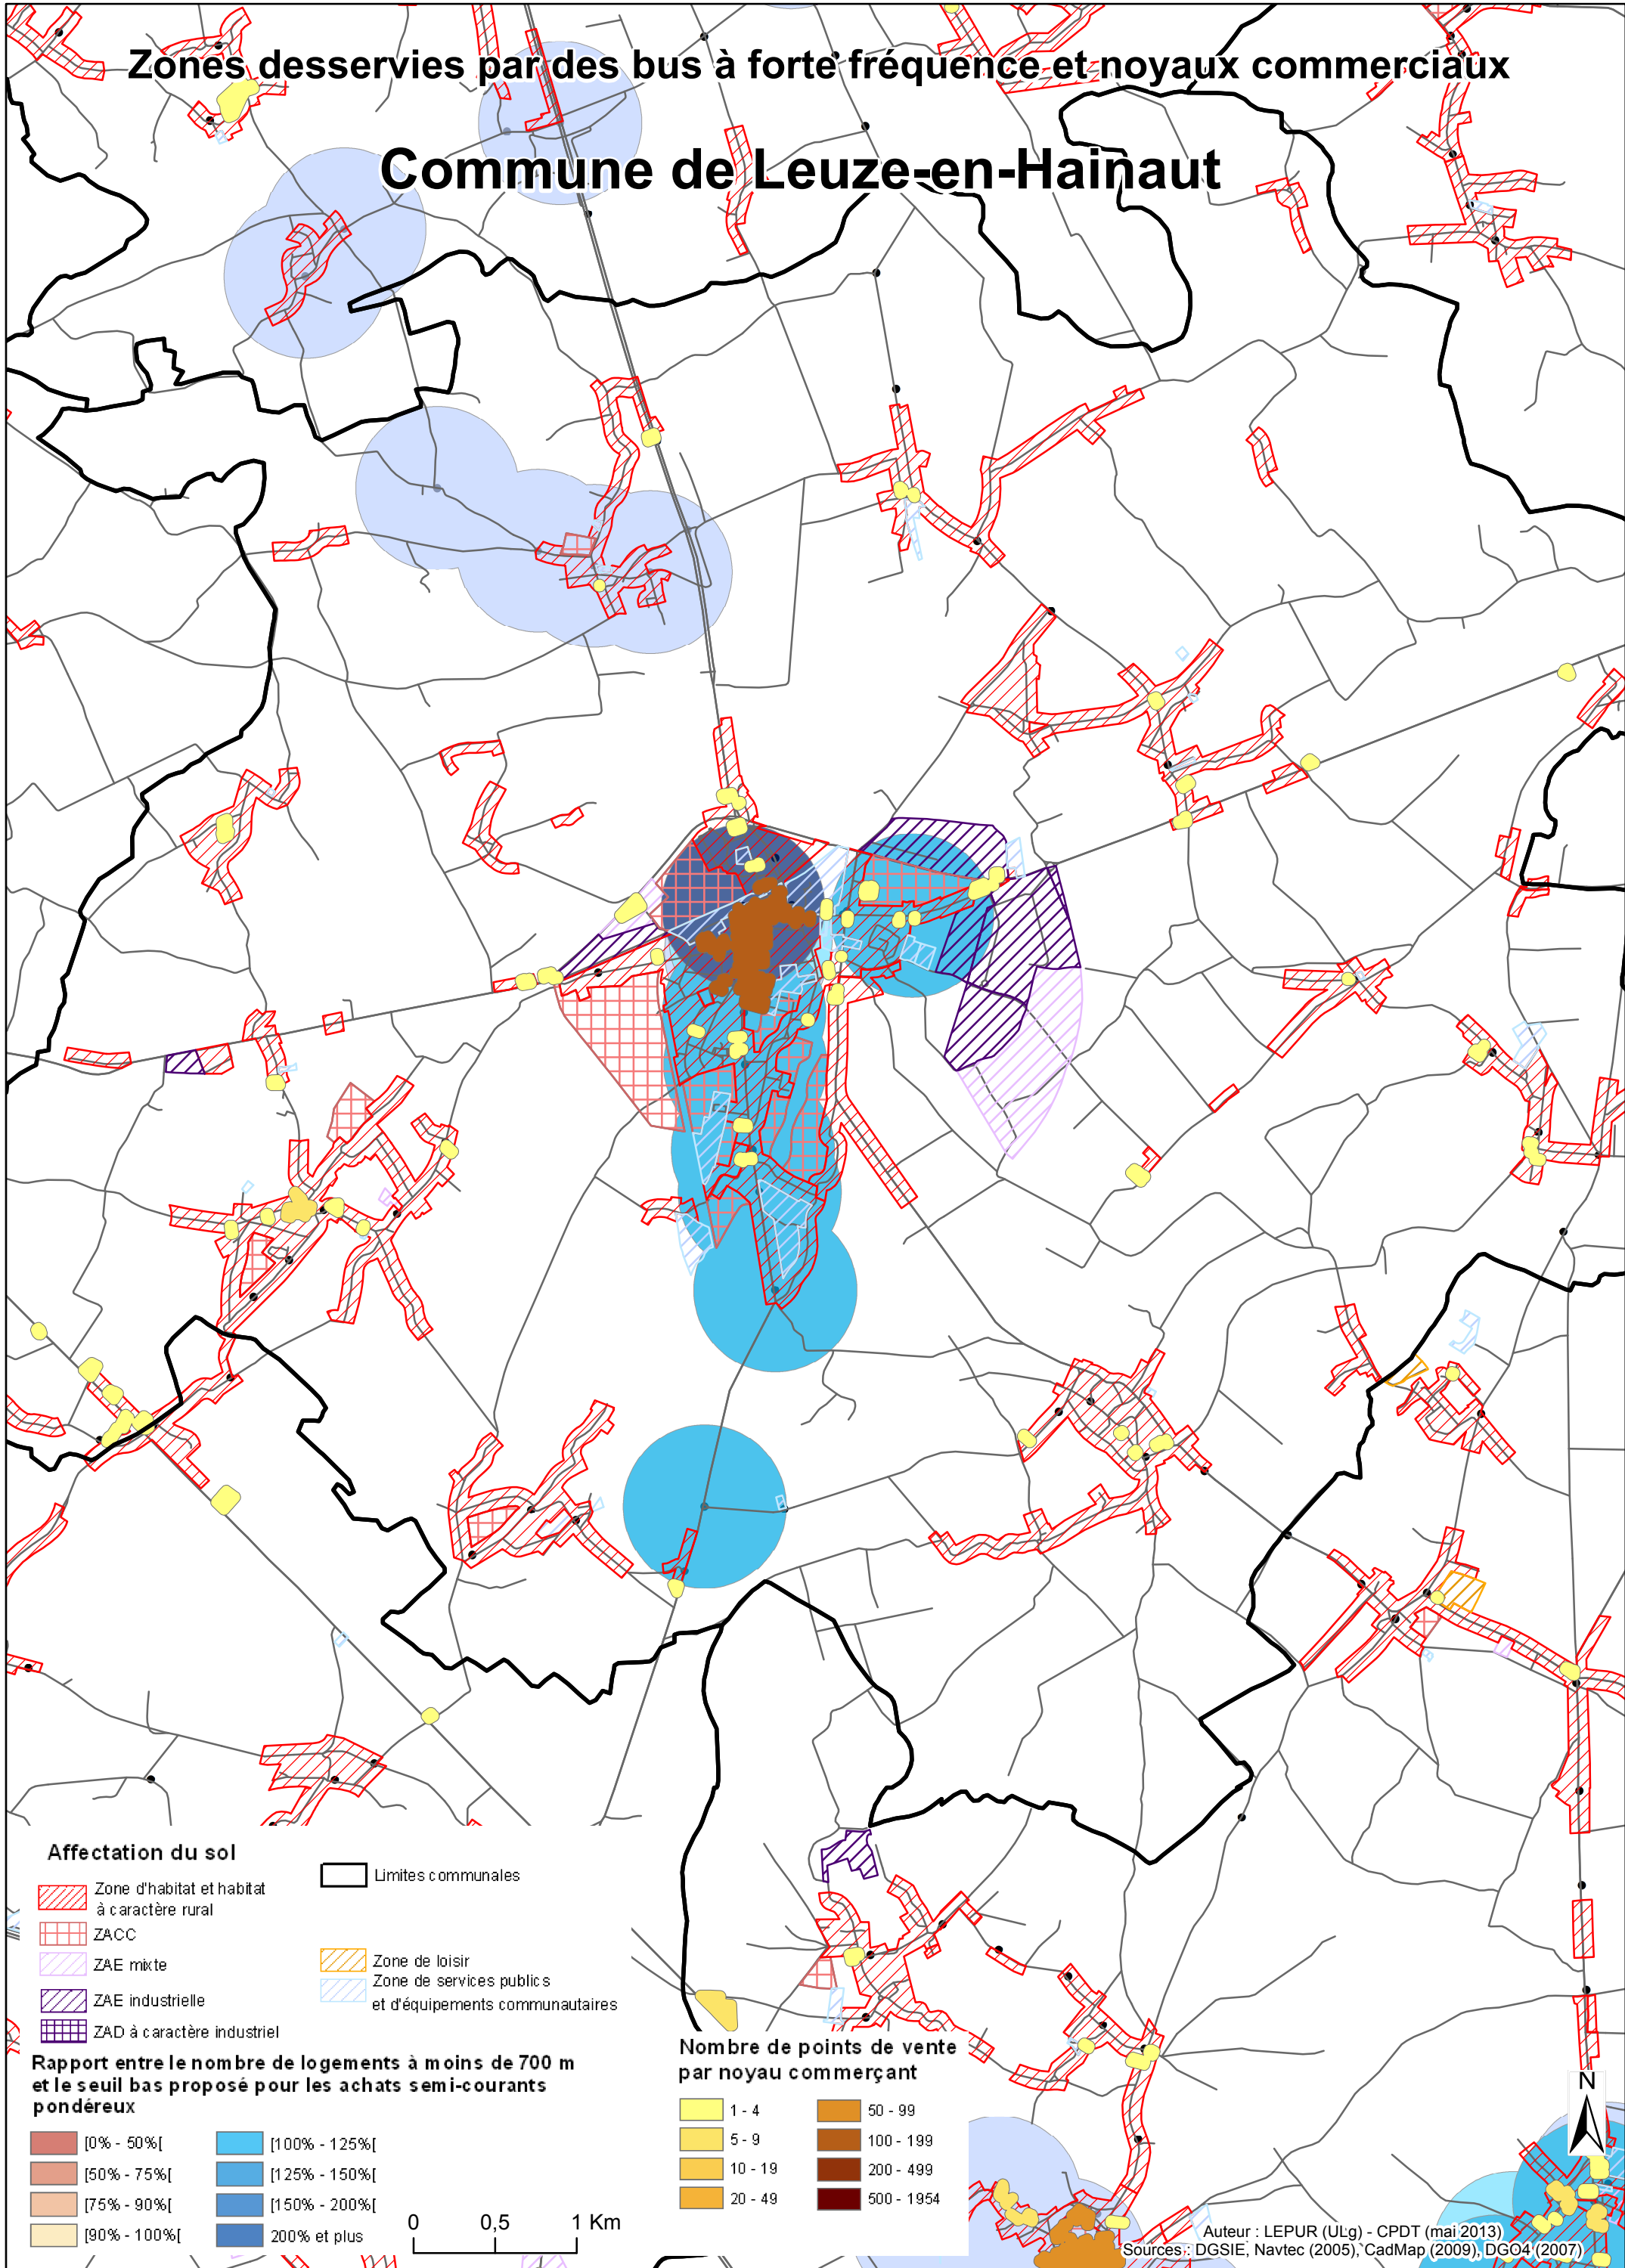 Zones desservies par des bus à forte fréquence et noyaux commerciaux
Commune de Leuze-en-Hainaut
Affectation du sol
Zone d'habitat et habitat
à caractère rural
ZACC
ZAE mixte
ZAE industrielle
ZAD à caractère industriel
Limites communales
Zone de loisir
Zone de services publics
et d'équipements communautaires
Rapport entre le nombre de logements à moins de 700 m
et le seuil bas proposé pour les achats semi-courants
pondéreux
[0% - 50%[
[50% - 75%[
[75% - 90%[
[90% - 100%[
[100% - 125%[
[125% - 150%[
[150% - 200%[
200% et plus
0 0,5 1 Km
Nombre de points de vente
par noyau commerçant
1 - 4
5 - 9
10 - 19
20 - 49
50 - 99
100 - 199
200 - 499
500 - 1954
N
Auteur : LEPUR (ULg) - CPDT (mai 2013)
Sources : DGSIE, Navtec (2005), CadMap (2009), DGO4 (2007)